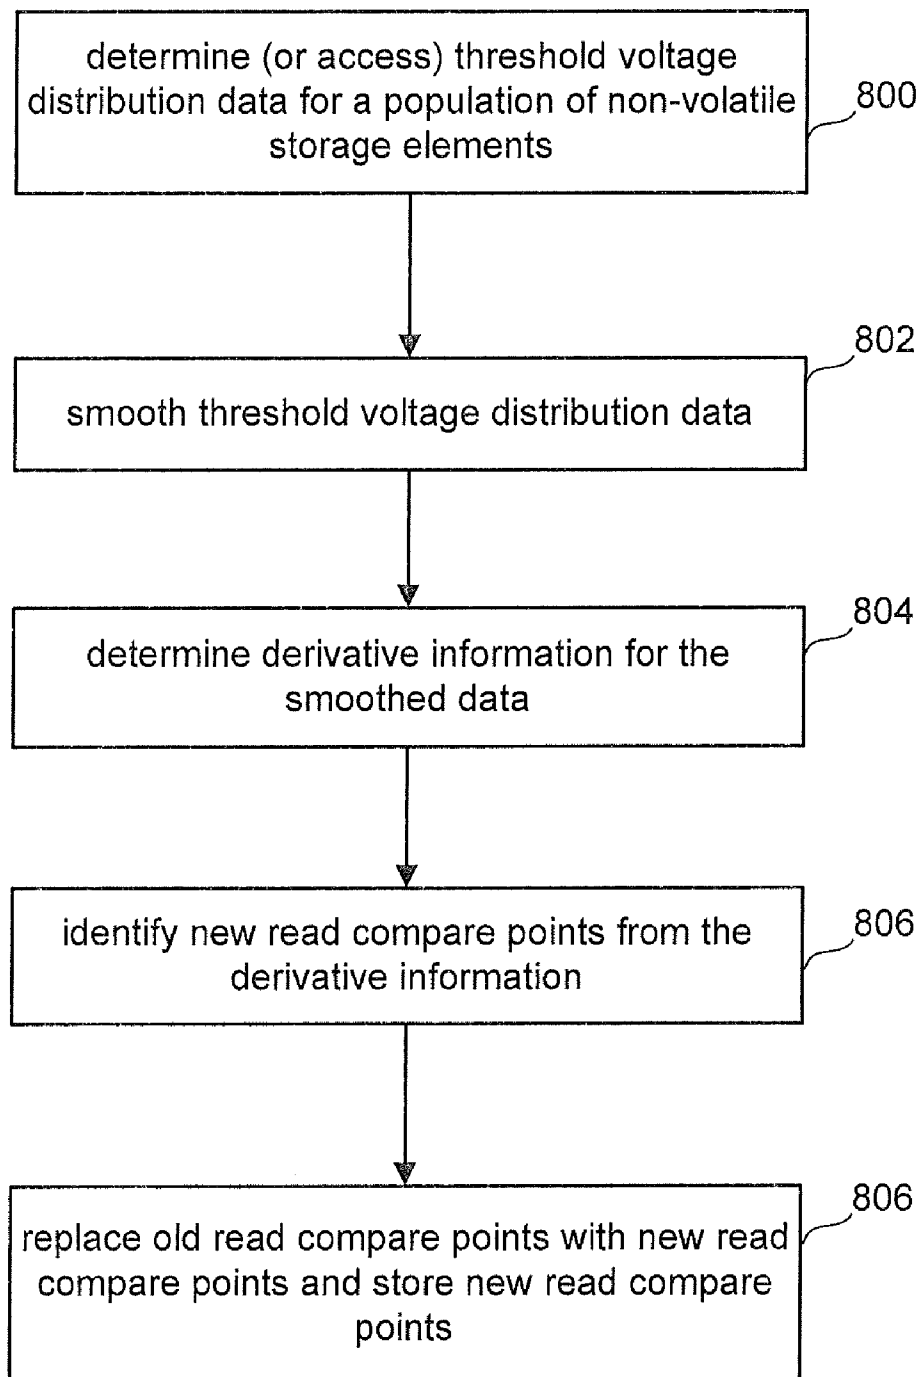 determine (or access) threshold voltage
distribution data for a population of non-volatile
storage elements
800
802
smooth threshold voltage distribution data
804
determine derivative information for the
smoothed data
identify new read compare points from the
derivative information
806
806
replace old read compare points with new read
compare points and store new read compare
points